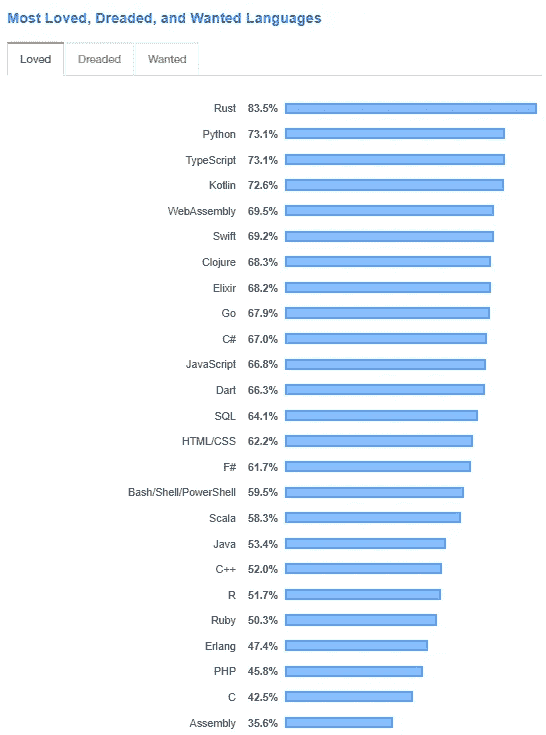 Most Loved, Dreaded, and Wanted Languages
Loved Dreaded Wanted
Rust 83.5%
Python 73.1%
TypeScript 73.1%
Kotlin 72.6%
WebAssembly 69.5%
Swift 69.2%
Clojure 68.3%
Elixir 68.2%
Go 67.9%
C# 67.0%
JavaScript 66.8%
Dart 66.3%
SQL 64.1%
HTML/CSS 62.2%
F# 61.7%
Bash/Shell/PowerShell 59.5%
Scala 58.3%
Java 53.4%
C++ 52.0%
R 51.7%
Ruby 50.3%
Erlang 47.4%
PHP 45.8%
C 42.5%
Assembly 35.6%